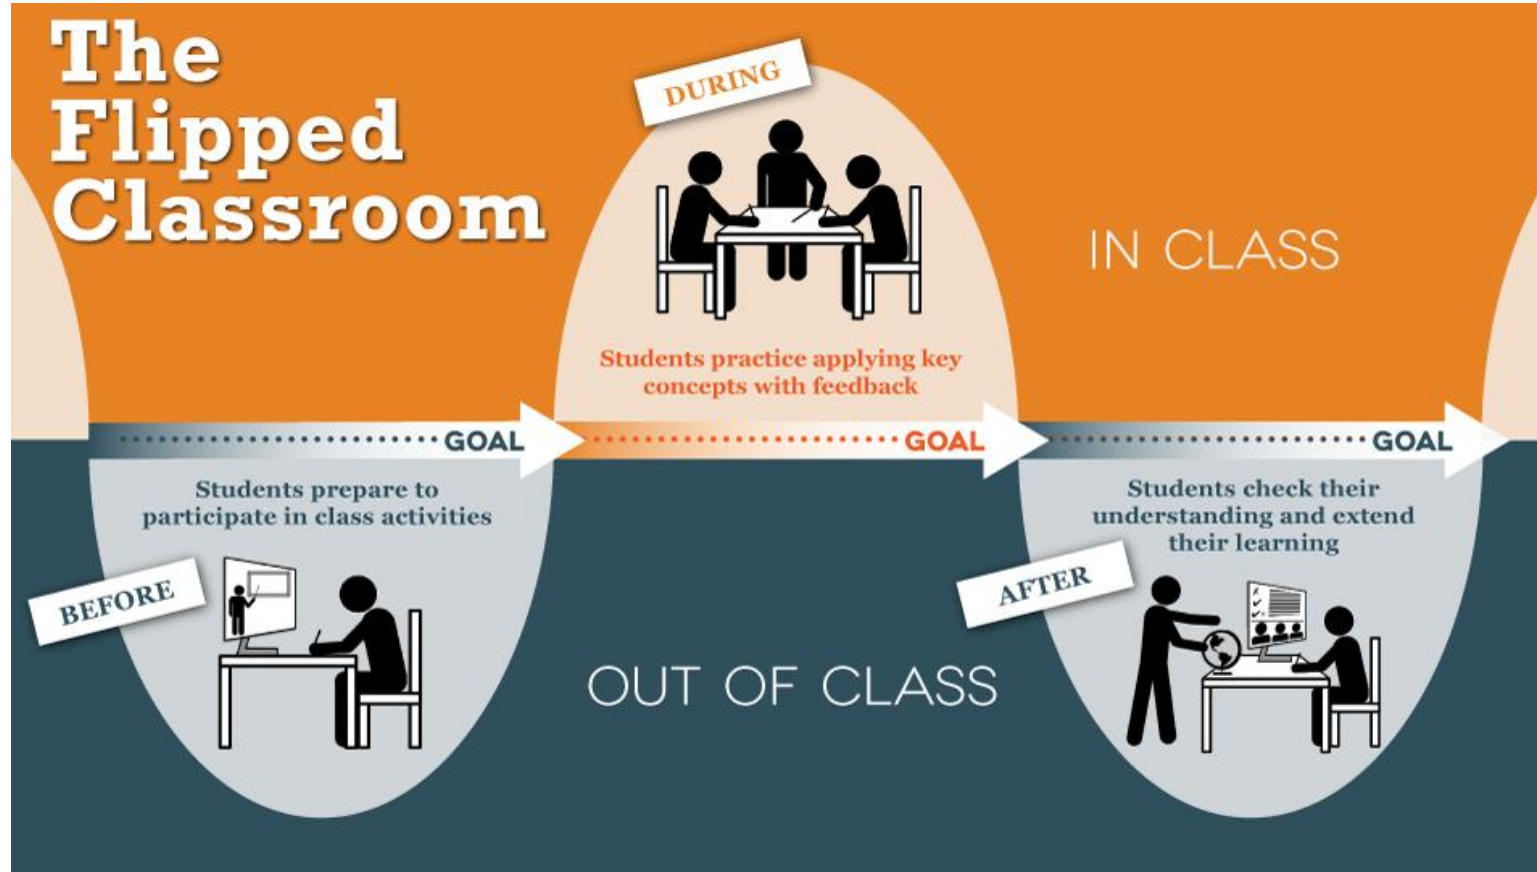 The
Flipped
Classroom
DURING
IN CLASS
Students practice applying key
concepts with feedback
GOAL
GOAL
GOAL
Students prepare to
participate in class activities
BEFORE
OUT OF CLASS
Students check their
understanding and extend
their learning
AFTER